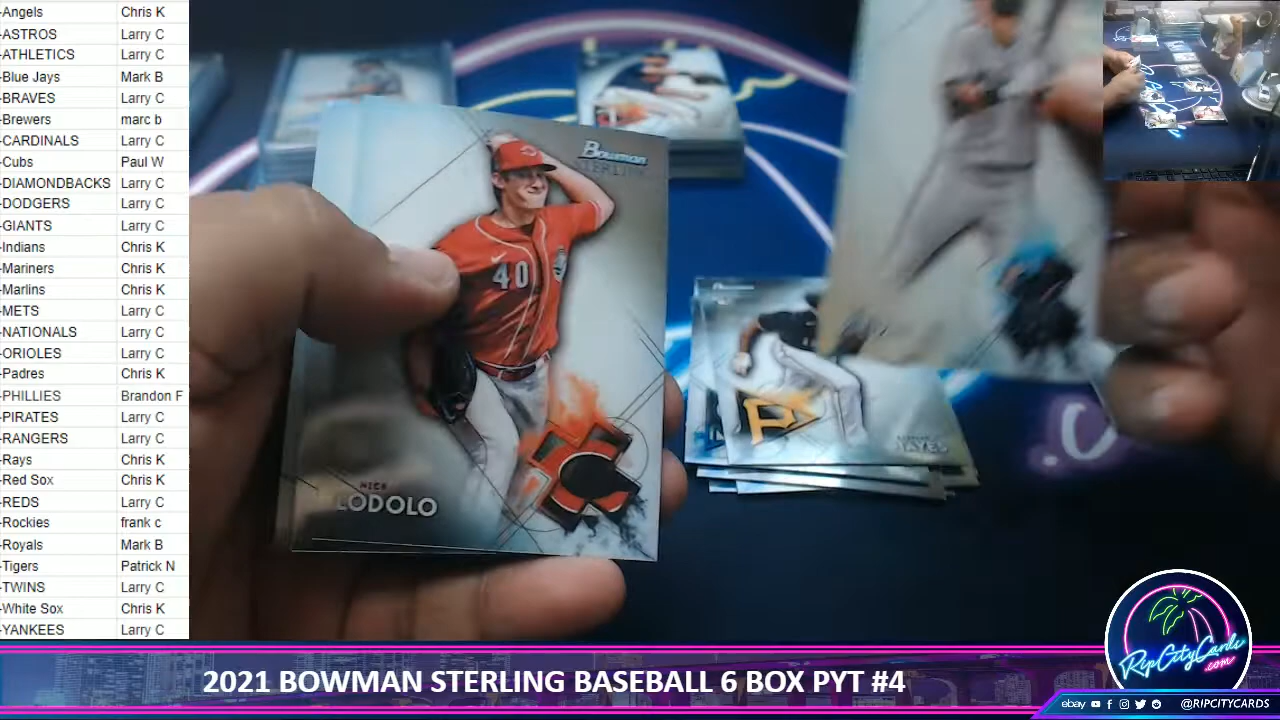 -Angels Chris K
-ASTROS Larry C
-ATHLETICS Larry C
-Blue Jays Mark B
-BRAVES Larry C
-Brewers marc b
-CARDINALS Larry C
-Cubs Paul W
-DIAMONDBACKS Larry C
-DODGERS Larry C
-GIANTS Larry C
-Indians Chris K
-Mariners Chris K
-Marlins Chris K
-METS Larry C
-NATIONALS Larry C
-ORIOLES Larry C
-Padres Chris K
-PHILLIES Brandon F
-PIRATES Larry C
-RANGERS Larry C
-Rays Chris K
-Red Sox Chris K
-REDS Larry C
-Rockies frank c
-Royals Mark B
-Tigers Patrick N
-TWINS Larry C
-White Sox Chris K
-YANKEES Larry C
Bowman
STERLING
40
NICK
LODOLO
P
C
RipCityCards
.com
2021 BOWMAN STERLING BASEBALL 6 BOX PYT #4
ebay @RIPCITYCARDS